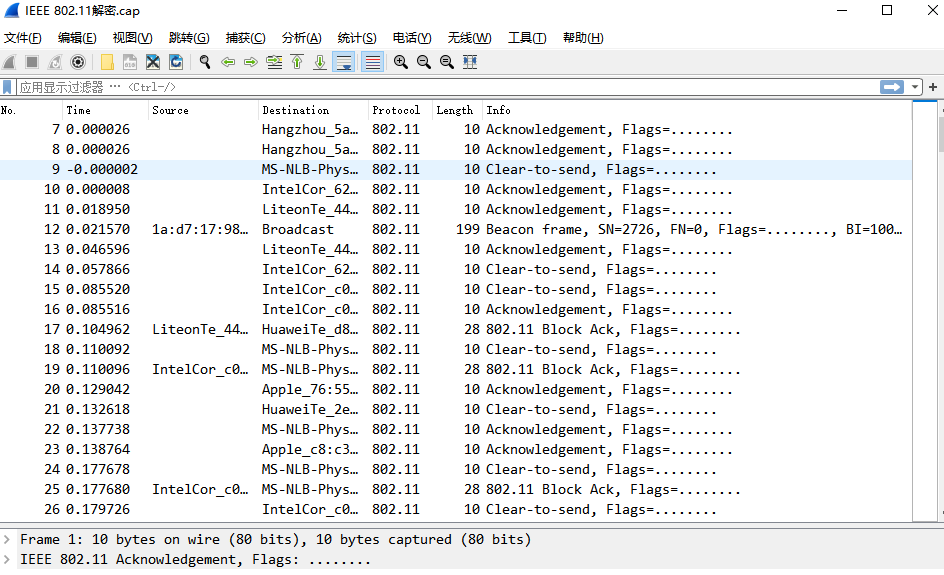 IEEE 802.11解密.cap
文件(F) 编辑(E) 视图(V) 跳转(G) 捕获(C) 分析(A) 统计(S) 电话(Y) 无线(W) 工具(T) 帮助(H)
应用显示过滤器 … <Ctrl-/>
No. Time Source Destination Protocol Length Info
7 0.000026 Hangzhou_5a… 802.11 10 Acknowledgement, Flags=........
8 0.000026 Hangzhou_5a… 802.11 10 Acknowledgement, Flags=........
9 -0.000002 MS-NLB-Phys… 802.11 10 Clear-to-send, Flags=........
10 0.000008 IntelCor_62… 802.11 10 Acknowledgement, Flags=........
11 0.018950 LiteonTe_44… 802.11 10 Acknowledgement, Flags=........
12 0.021570 1a:d7:17:98… Broadcast 802.11 199 Beacon frame, SN=2726, FN=0, Flags=........, BI=100…
13 0.046596 LiteonTe_44… 802.11 10 Acknowledgement, Flags=........
14 0.057866 IntelCor_62… 802.11 10 Clear-to-send, Flags=........
15 0.085520 IntelCor_c0… 802.11 10 Clear-to-send, Flags=........
16 0.085516 IntelCor_c0… 802.11 10 Acknowledgement, Flags=........
17 0.104962 LiteonTe_44… HuaweiTe_d8… 802.11 28 802.11 Block Ack, Flags=........
18 0.110092 MS-NLB-Phys… 802.11 10 Clear-to-send, Flags=........
19 0.110096 IntelCor_c0… MS-NLB-Phys… 802.11 28 802.11 Block Ack, Flags=........
20 0.129042 Apple_76:55… 802.11 10 Acknowledgement, Flags=........
21 0.132618 HuaweiTe_2e… 802.11 10 Clear-to-send, Flags=........
22 0.137738 MS-NLB-Phys… 802.11 10 Acknowledgement, Flags=........
23 0.138764 Apple_c8:c3… 802.11 10 Acknowledgement, Flags=........
24 0.177678 MS-NLB-Phys… 802.11 10 Clear-to-send, Flags=........
25 0.177680 IntelCor_c0… MS-NLB-Phys… 802.11 28 802.11 Block Ack, Flags=........
26 0.179726 IntelCor_c0… 802.11 10 Clear-to-send, Flags=........
Frame 1: 10 bytes on wire (80 bits), 10 bytes captured (80 bits)
IEEE 802.11 Acknowledgement, Flags: ........